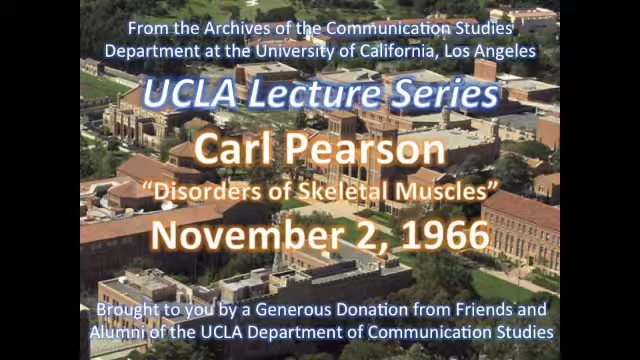 From the Archives of the Communication Studies
Department at the University of California, Los Angeles
UCLA Lecture Series
Carl Pearson
“Disorders of Skeletal Muscles”
November 2, 1966
Brought to you by a Generous Donation from Friends and
Alumni of the UCLA Department of Communication Studies